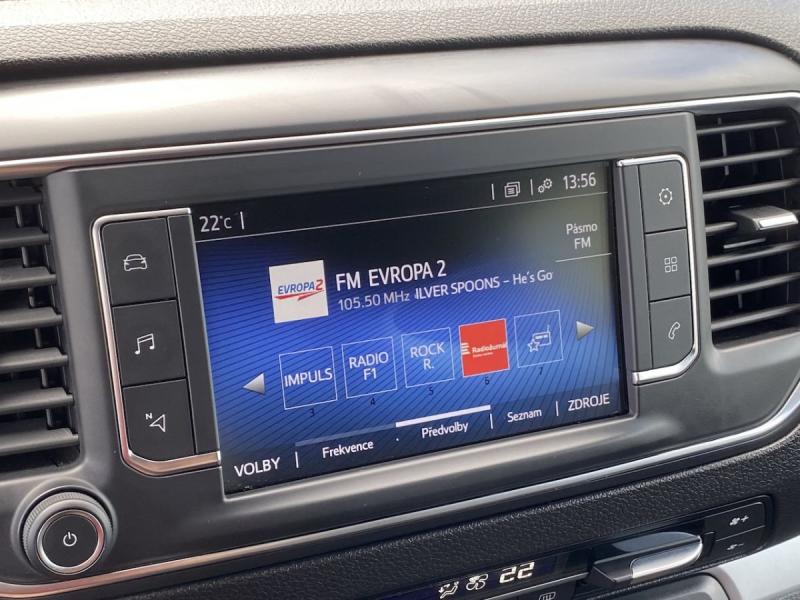 22°C
13:56
Pásmo
FM
EVROPA 2
FM EVROPA 2
105.50 MHz ILVER SPOONS – He's Go
IMPULS
RADIO
F1
ROCK
R.
Radiožurnál
3 4 5 6 7
VOLBY
Frekvence
Předvolby
Seznam
ZDROJE
N
22